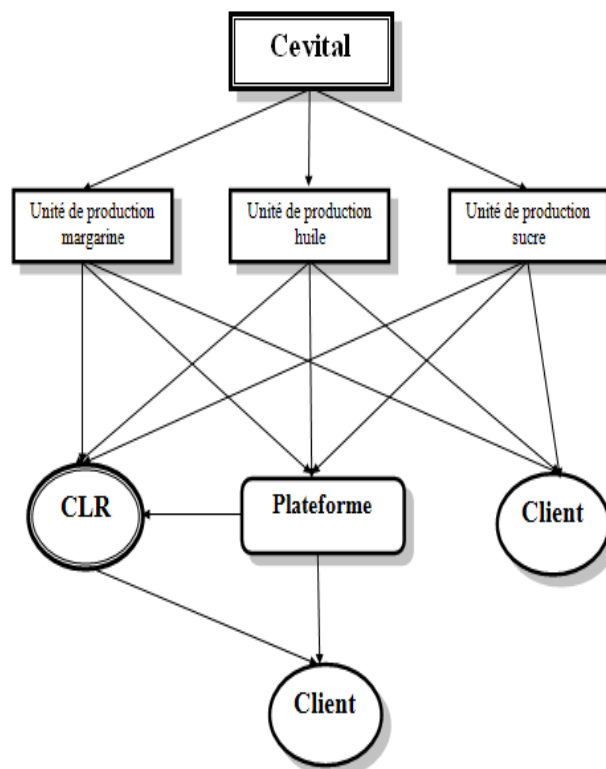 Cevital
Unité de production
margarine
Unité de production
huile
Unité de production
sucre
CLR
Plateforme
Client
Client